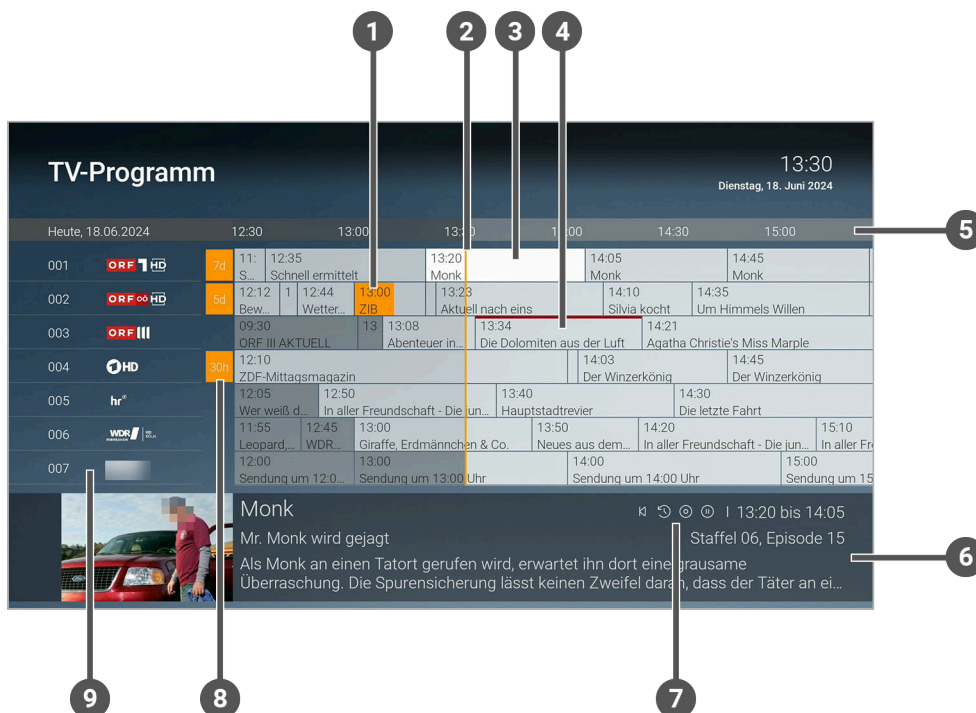 1 2 3 4
TV-Programm
13:30
Dienstag, 18. Juni 2024
Heute, 18.06.2024 12:30 13:00 14:30 15:00 5
001 ORF 1 HD 7d 11: 12:35 13:20 14:05 14:45
S... Schnell ermittelt Monk Monk Monk
002 ORF OÖ HD 5d 12:12 1 12:44 13:00 13:23 14:10 14:35
Bew... Wetter... ZIB Aktuell nach eins Silvia kocht Um Himmels Willen
003 ORF III 09:30 13 13:08 13:34 14:21
ORF III AKTUELL Abenteuer in... Die Dolomiten aus der Luft Agatha Christie's Miss Marple
004 1 HD 30h 12:10 14:03 14:45
ZDF-Mittagsmagazin Der Winzerkönig Der Winzerkönig
005 hr 12:05 12:50 13:40 14:30
Wer weiß d... In aller Freundschaft - Die jun... Hauptstadtrevier Die letzte Fahrt
006 WDR 11:55 12:45 13:00 13:50 14:20 15:10
Leopard,... WDR... Giraffe, Erdmännchen & Co. Neues aus dem... In aller Freundschaft - Die jun... In aller Fr
007 12:00 13:00 14:00 15:00
Sendung um 12:0... Sendung um 13:00 Uhr Sendung um 14:00 Uhr Sendung um 15
Monk 13:20 bis 14:05
Mr. Monk wird gejagt Staffel 06, Episode 15
Als Monk an einen Tatort gerufen wird, erwartet ihn dort eine grausame 6
Überraschung. Die Spurensicherung lässt keinen Zweifel daran, dass der Täter an ei...
9 8 7